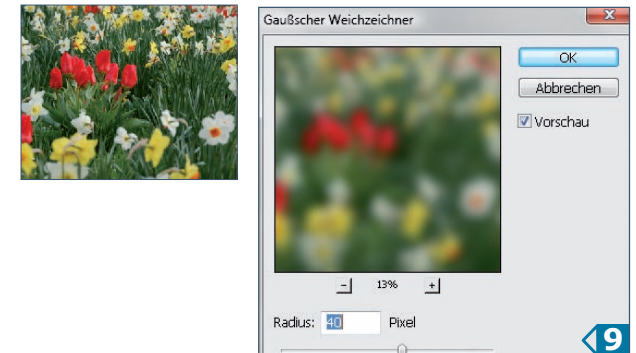 Gaußscher Weichzeichner
OK
Abbrechen
Vorschau
- 13% +
Radius: 40 Pixel
9